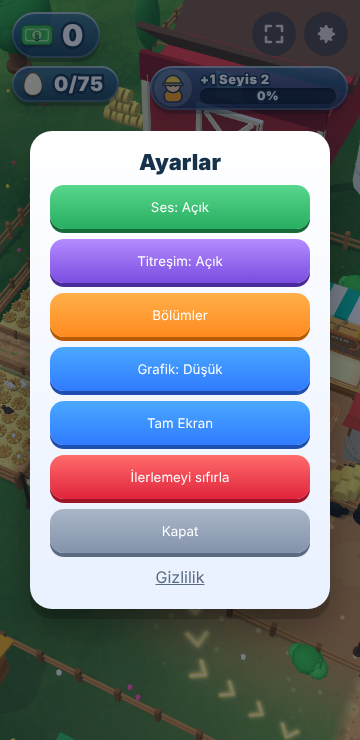 0
0/75
+1 Seyis 2
0%
Ayarlar
Ses: Açık
Titreşim: Açık
Bölümler
Grafik: Düşük
Tam Ekran
İlerlemeyi sıfırla
Kapat
Gizlilik